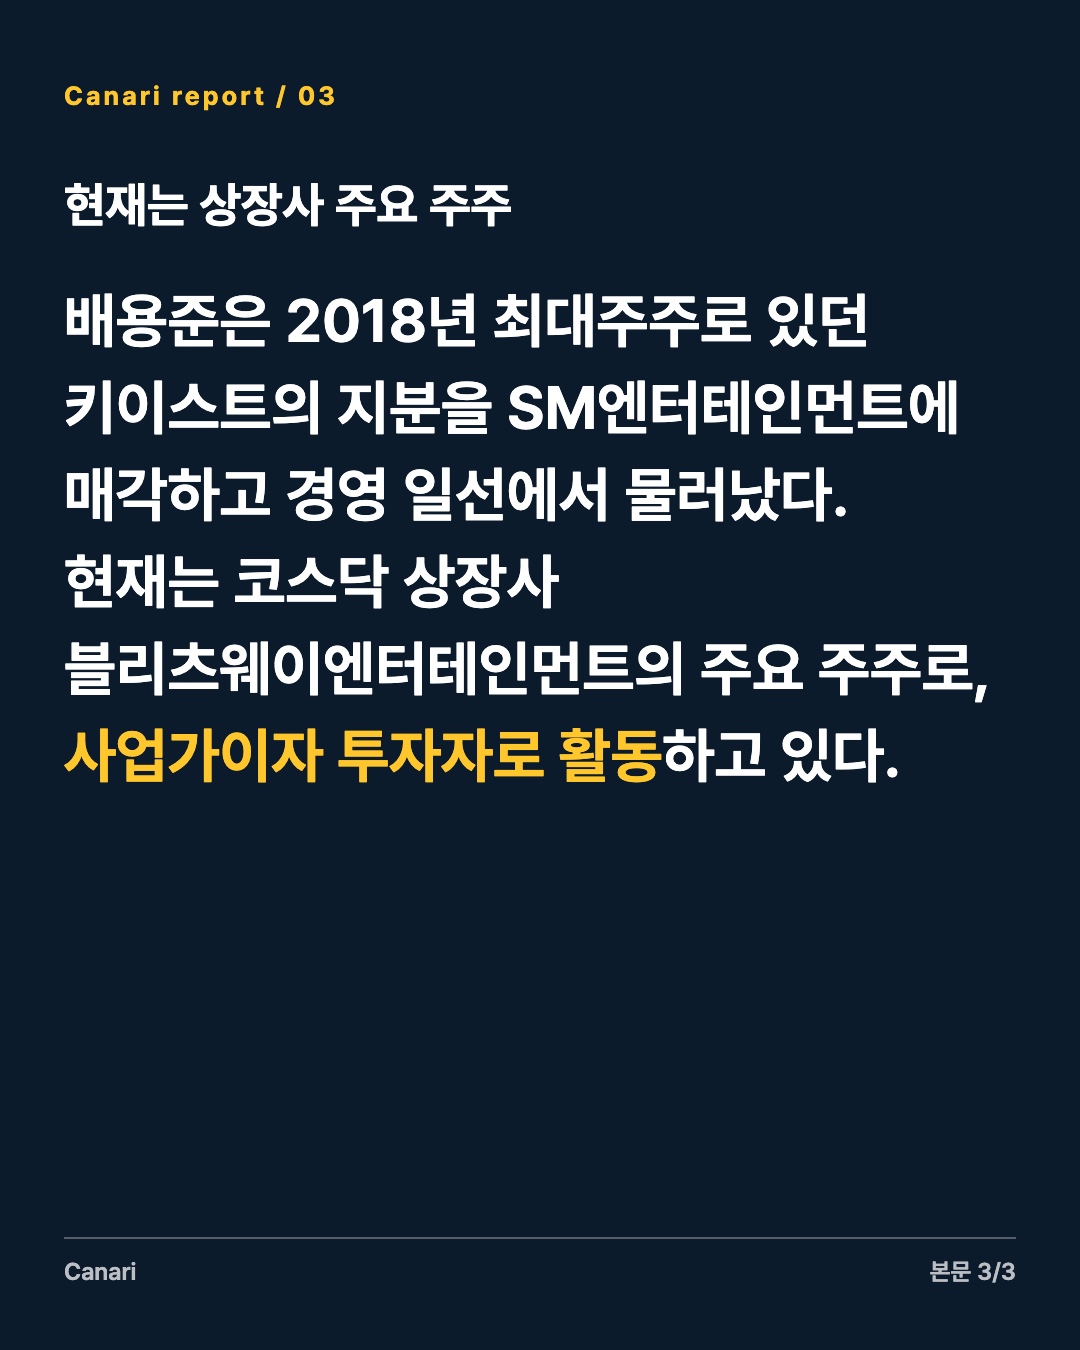 Canari report / 03
현재는 상장사 주요 주주
배용준은 2018년 최대주주로 있던
키이스트의 지분을 SM엔터테인먼트에
매각하고 경영 일선에서 물러났다.
현재는 코스닥 상장사
블리츠웨이엔터테인먼트의 주요 주주로,
사업가이자 투자자로 활동하고 있다.
Canari
본문 3/3